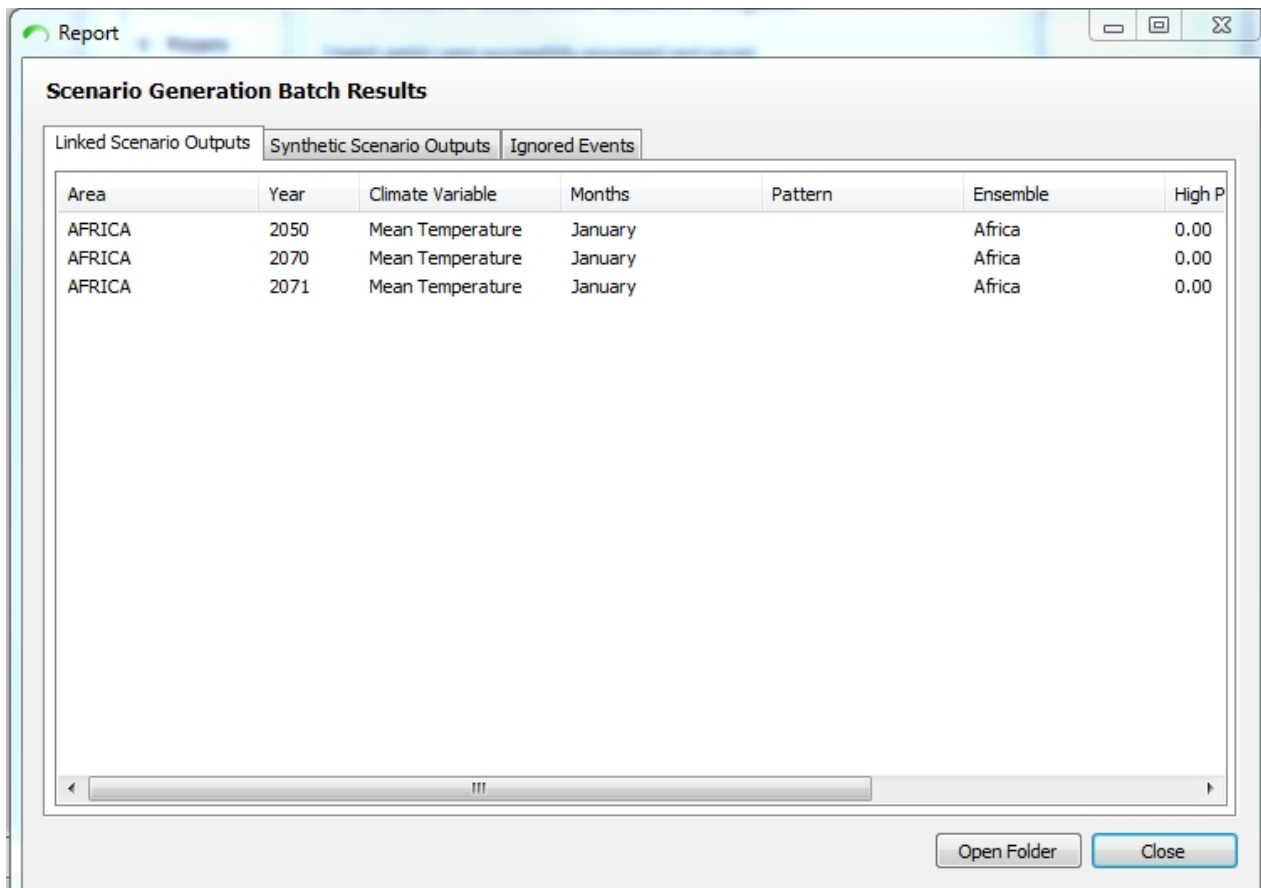 Report
Scenario Generation Batch Results
Linked Scenario Outputs Synthetic Scenario Outputs Ignored Events
Area Year Climate Variable Months Pattern Ensemble High P
AFRICA 2050 Mean Temperature January Africa 0.00
AFRICA 2070 Mean Temperature January Africa 0.00
AFRICA 2071 Mean Temperature January Africa 0.00
Open Folder Close